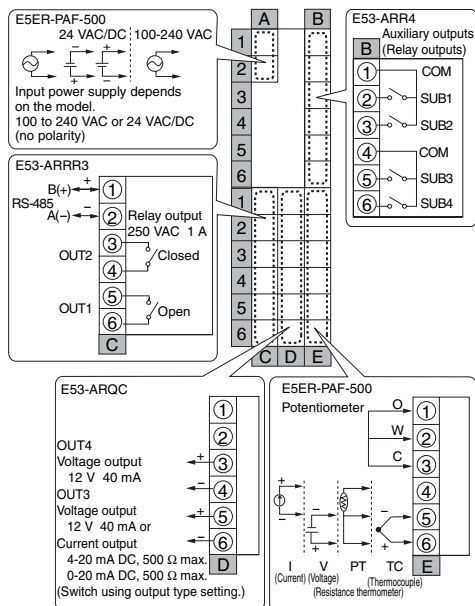 E5ER-PAF-500
24 VAC/DC 100-240 VAC
Input power supply depends
on the model.
100 to 240 VAC or 24 VAC/DC
(no polarity)
A B
1
2
3
4
5
6
1
2
3
4
5
6
C D E
E53-ARR4
Auxiliary outputs
(Relay outputs)
B
1 COM
2 SUB1
3 SUB2
4 COM
5 SUB3
6 SUB4
E53-ARRR3
RS-485
B(+) + 1
A(−) − 2
Relay output
250 VAC 1 A
OUT2
3
Closed
4
OUT1
5
Open
6
C
E53-ARQC
1
2
OUT4
Voltage output + 3
12 V 40 mA
OUT3 − 4
Voltage output + 5
12 V 40 mA or
Current output − 6
4-20 mA DC, 500 Ω max. D
0-20 mA DC, 500 Ω max.
(Switch using output type setting.)
E5ER-PAF-500
Potentiometer
O 1
W 2
C 3
4
+ − − 5
− + + 6
I V PT TC E
(Current) (Voltage) (Thermocouple)
(Resistance thermometer)